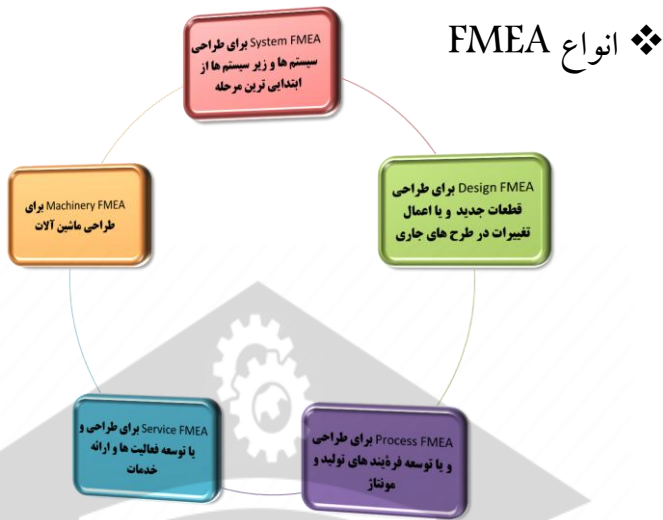 ❖ انواع FMEA
System FMEA برای طراحی
سیستم ها و زیر سیستم ها از
ابتدایی ترین مرحله
Design FMEA برای طراحی
قطعات جدید و یا اعمال
تغییرات در طرح های جاری
Process FMEA برای طراحی
و یا توسعه فرۀیند های تولید و
مونتاژ
Service FMEA برای طراحی و
یا توسعه فعالیت ها و ارائه
خدمات
Machinery FMEA برای
طراحی ماشین آلات